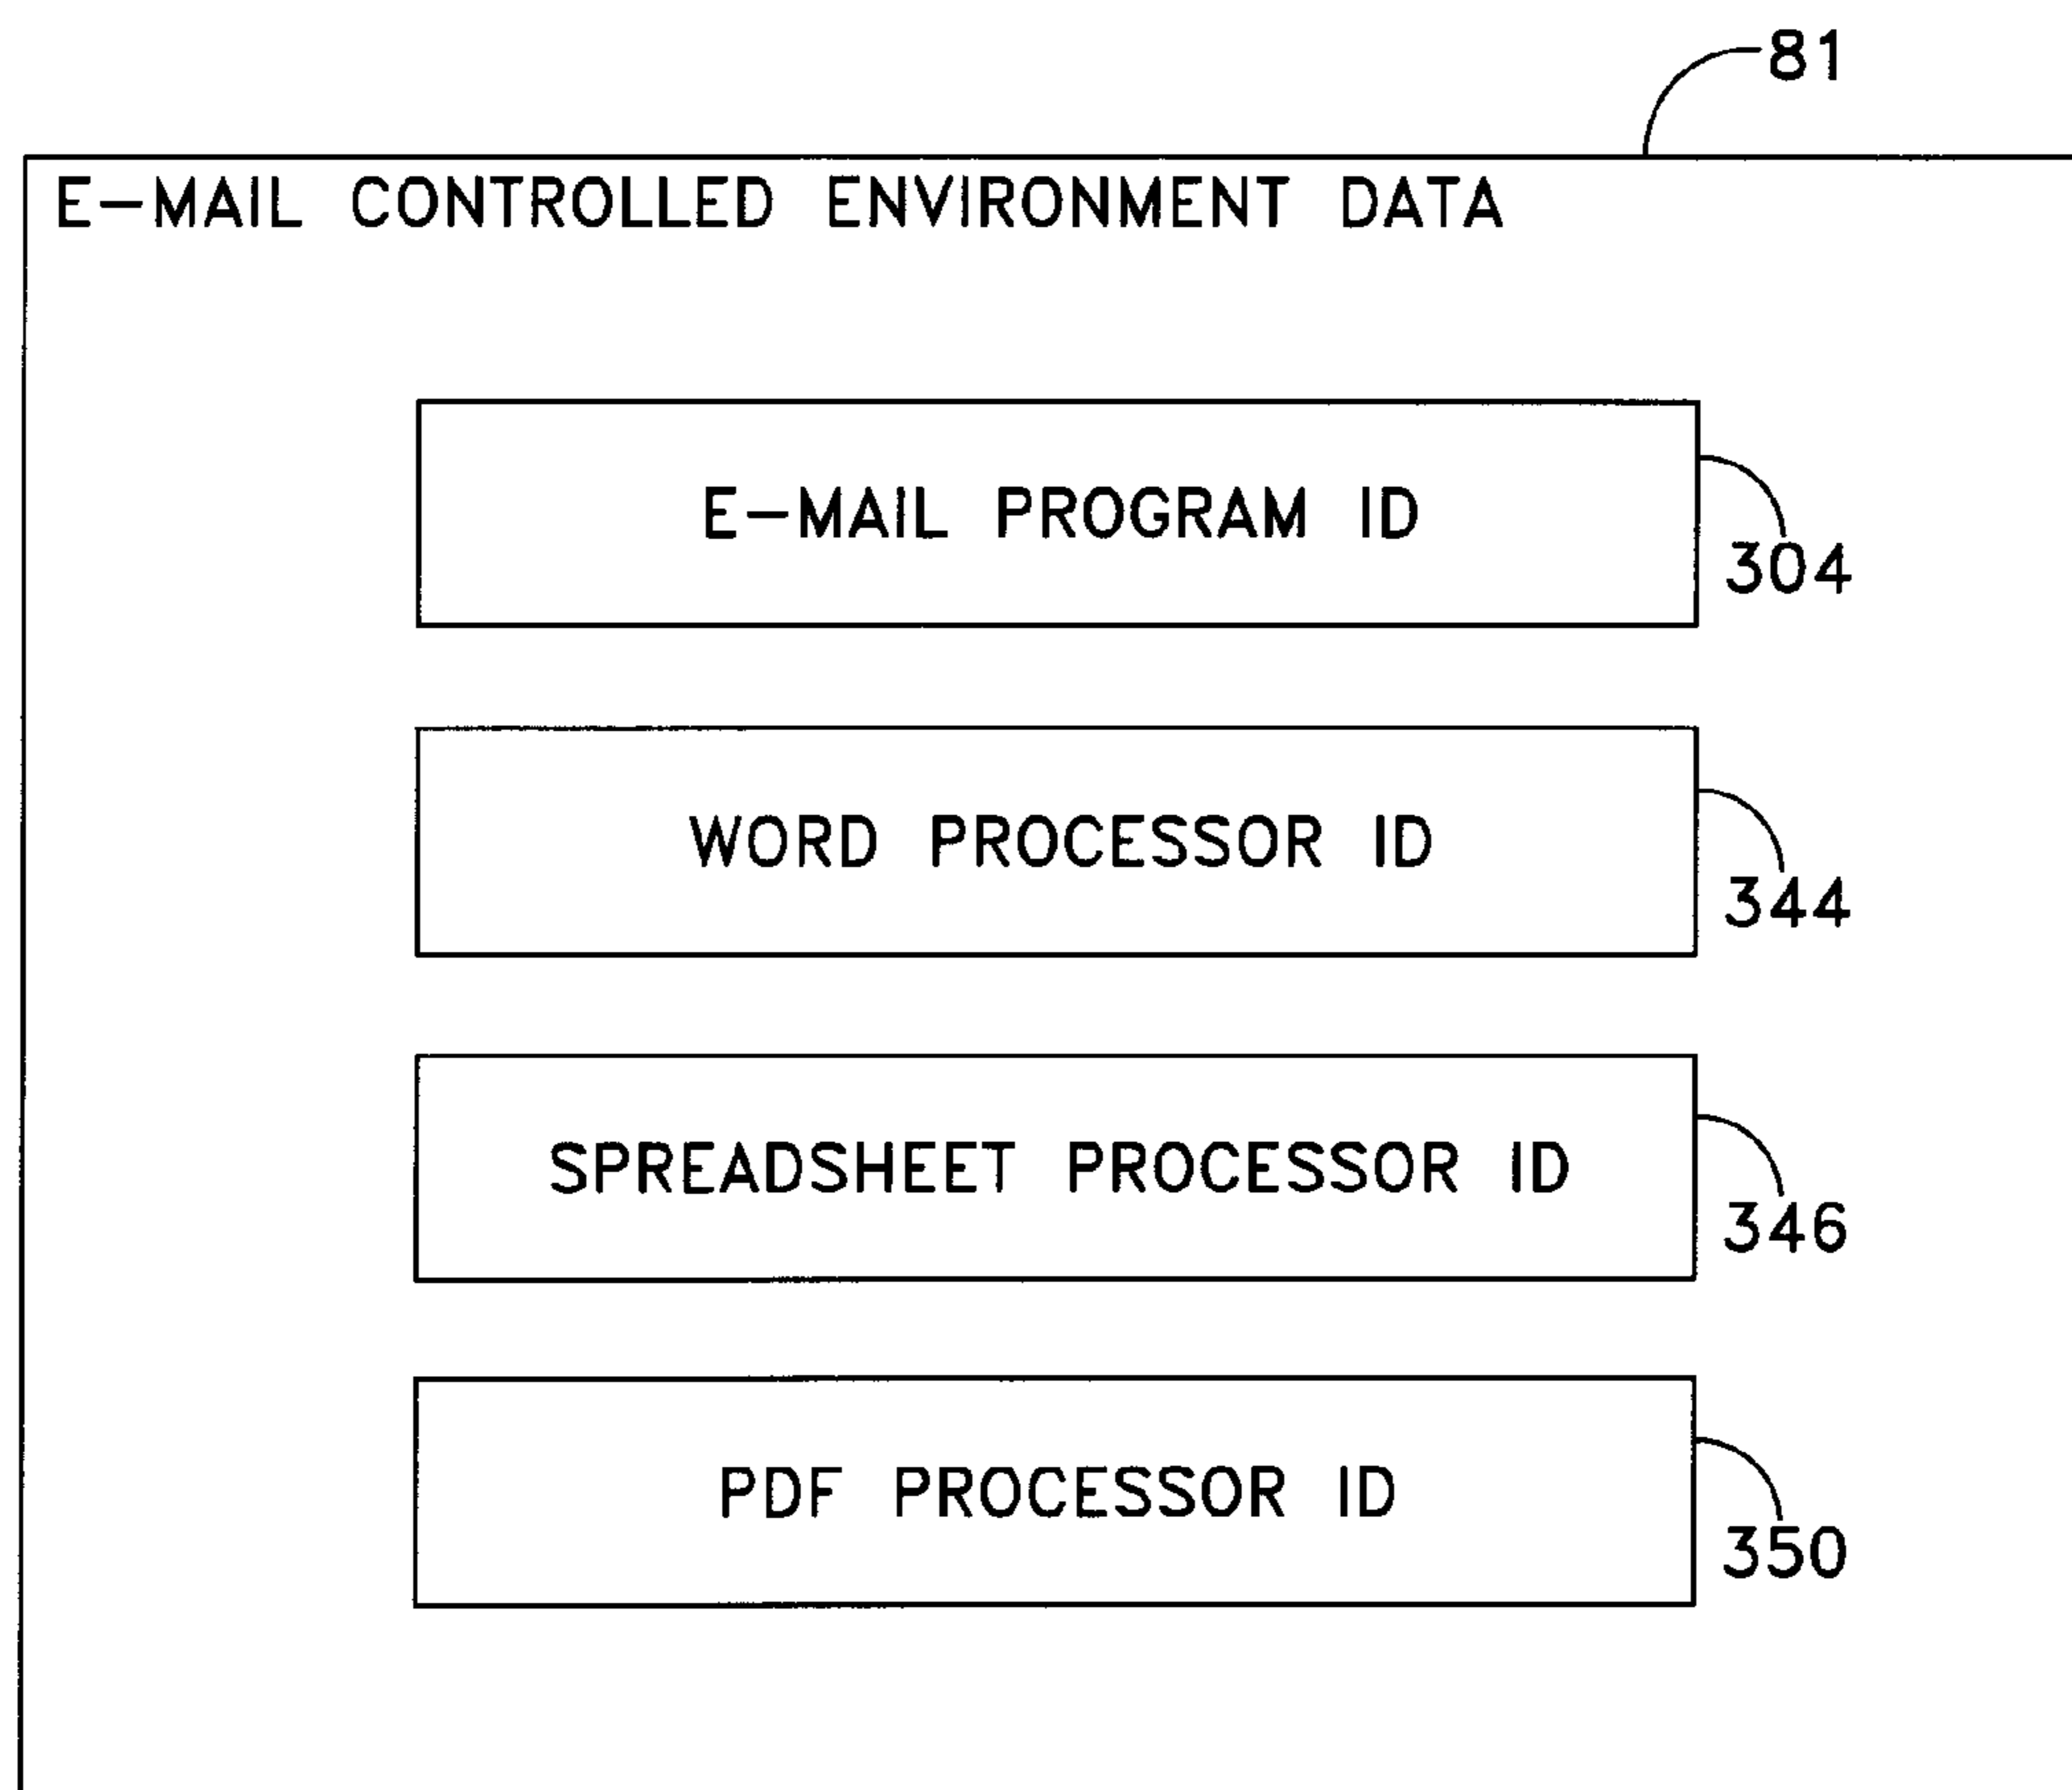 81
E-MAIL CONTROLLED ENVIRONMENT DATA
E-MAIL PROGRAM ID
304
WORD PROCESSOR ID
344
SPREADSHEET PROCESSOR ID
346
PDF PROCESSOR ID
350